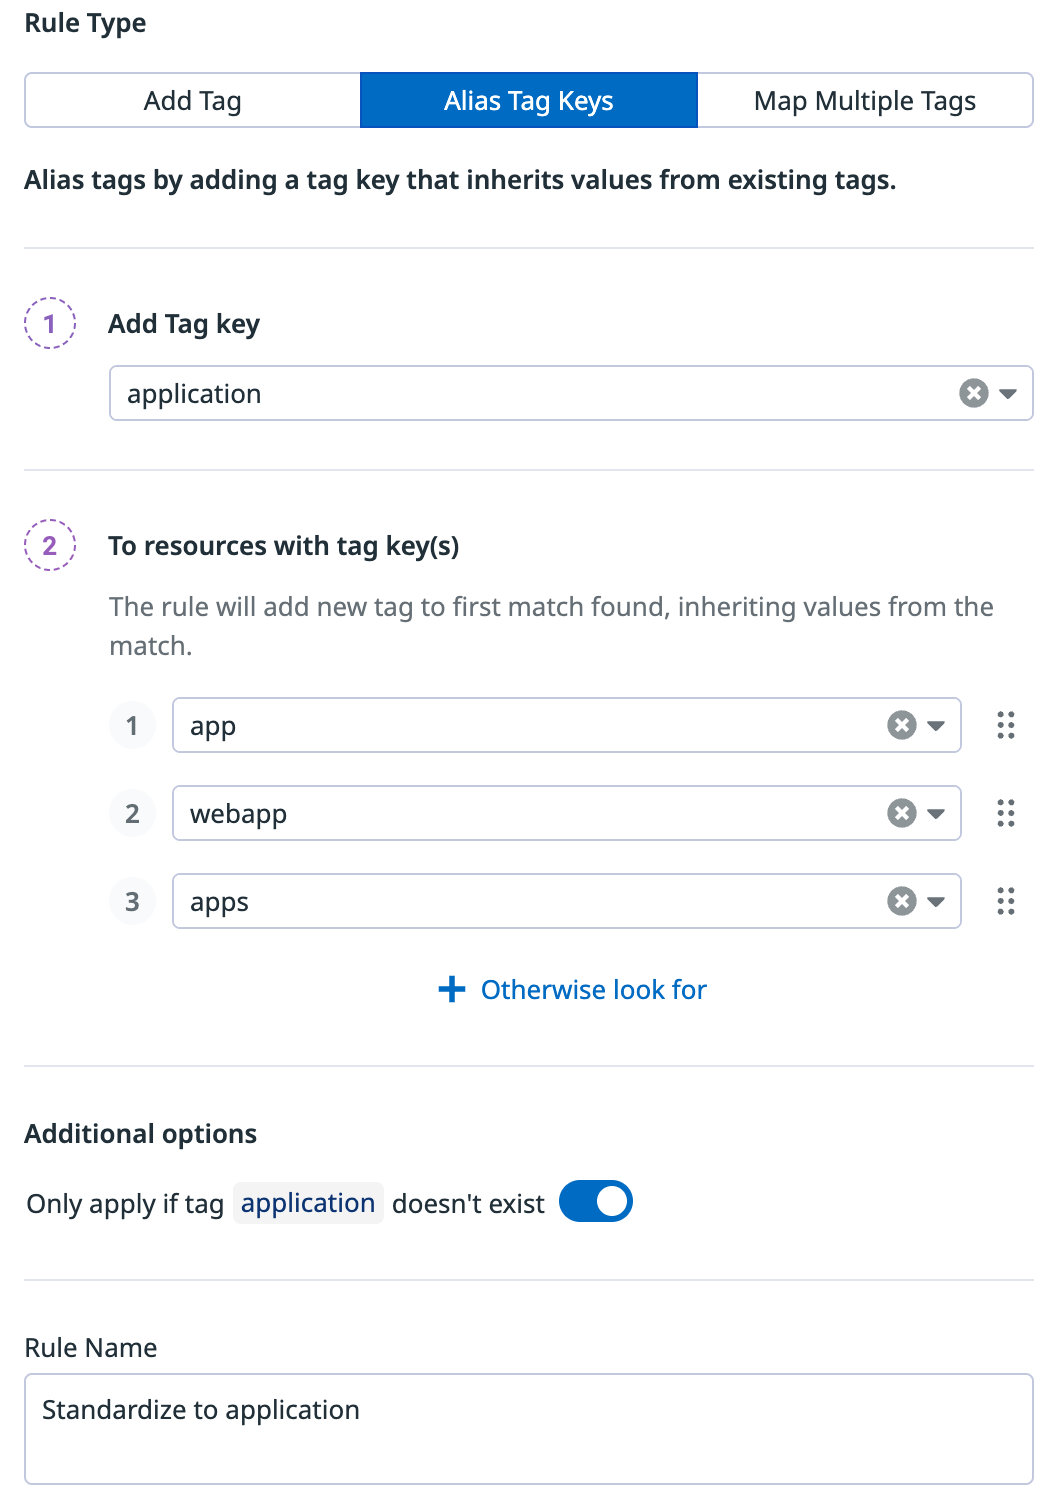 Rule Type
Add Tag
Alias Tag Keys
Map Multiple Tags
Alias tags by adding a tag key that inherits values from existing tags.
1
Add Tag key
application
2
To resources with tag key(s)
The rule will add new tag to first match found, inheriting values from the
match.
1
app
2
webapp
3
apps
Otherwise look for
Additional options
Only apply if tag application doesn't exist
Rule Name
Standardize to application